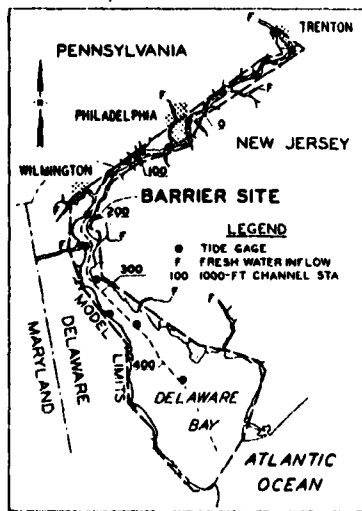 F
TRENTON
PENNSYLVANIA
F
PHILADELPHIA
F
0
NEW JERSEY
WILMINGTON
100
F
BARRIER SITE
200
F
LEGEND
TIDE GAGE
F FRESH WATER INFLOW
100 1000-FT CHANNEL STA
F
300
F
F
MODEL LIMITS
MARYLAND
DELAWARE
400
DELAWARE
BAY
ATLANTIC
OCEAN